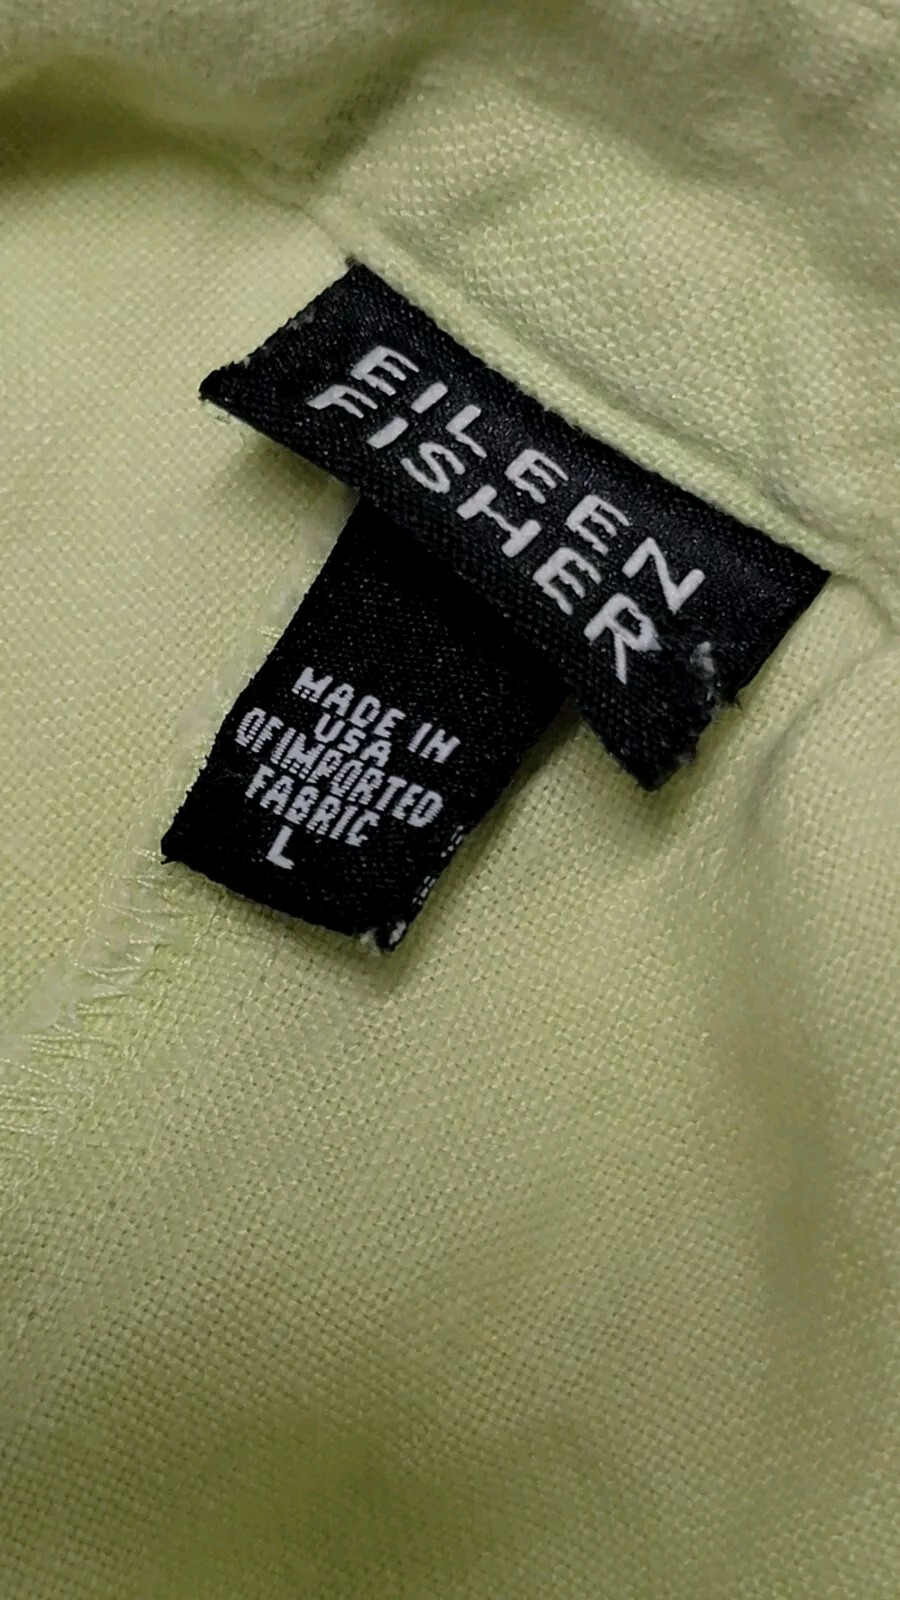 EILEEN
FISHER
MADE IN
USA
OF IMPORTED
FABRIC
L